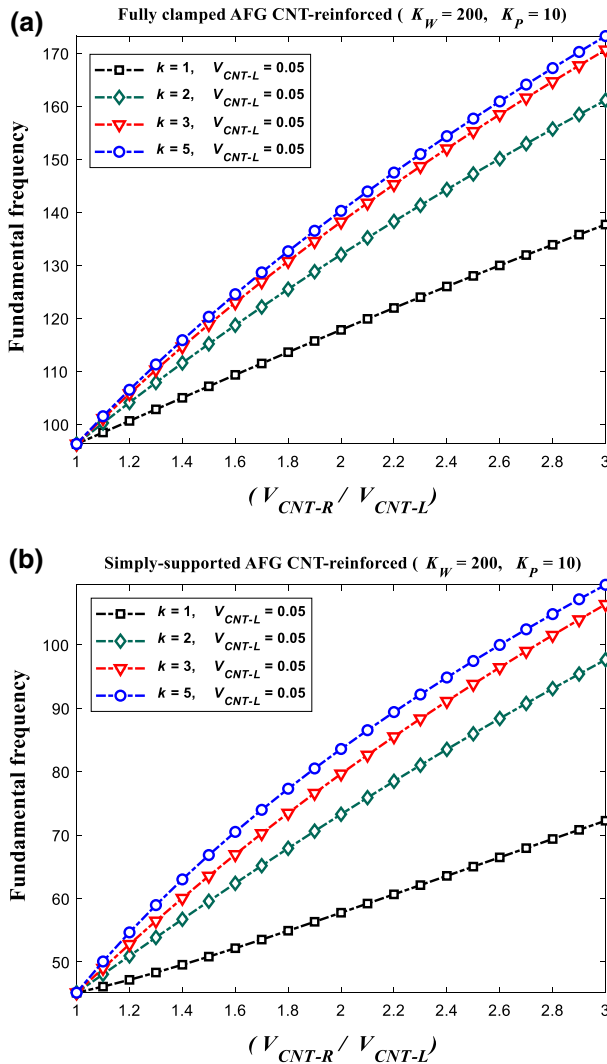 (a)
Fully clamped AFG CNT-reinforced ( K_W = 200, K_P = 10)
k = 1, V_CNT-L = 0.05
k = 2, V_CNT-L = 0.05
k = 3, V_CNT-L = 0.05
k = 5, V_CNT-L = 0.05
Fundamental frequency
170
160
150
140
130
120
110
100
1 1.2 1.4 1.6 1.8 2 2.2 2.4 2.6 2.8 3
( V_CNT-R / V_CNT-L )
(b)
Simply-supported AFG CNT-reinforced ( K_W = 200, K_P = 10)
k = 1, V_CNT-L = 0.05
k = 2, V_CNT-L = 0.05
k = 3, V_CNT-L = 0.05
k = 5, V_CNT-L = 0.05
Fundamental frequency
100
90
80
70
60
50
1 1.2 1.4 1.6 1.8 2 2.2 2.4 2.6 2.8 3
( V_CNT-R / V_CNT-L )